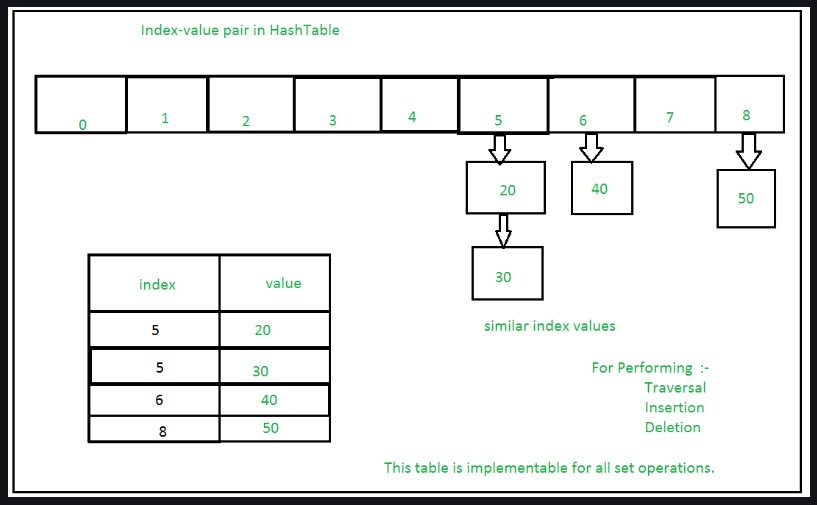 Index-value pair in HashTable
0 1 2 3 4 5 6 7 8
20 40 50
30
index value
5 20
5 30
6 40
8 50
similar index values
For Performing :-
Traversal
Insertion
Deletion
This table is implementable for all set operations.